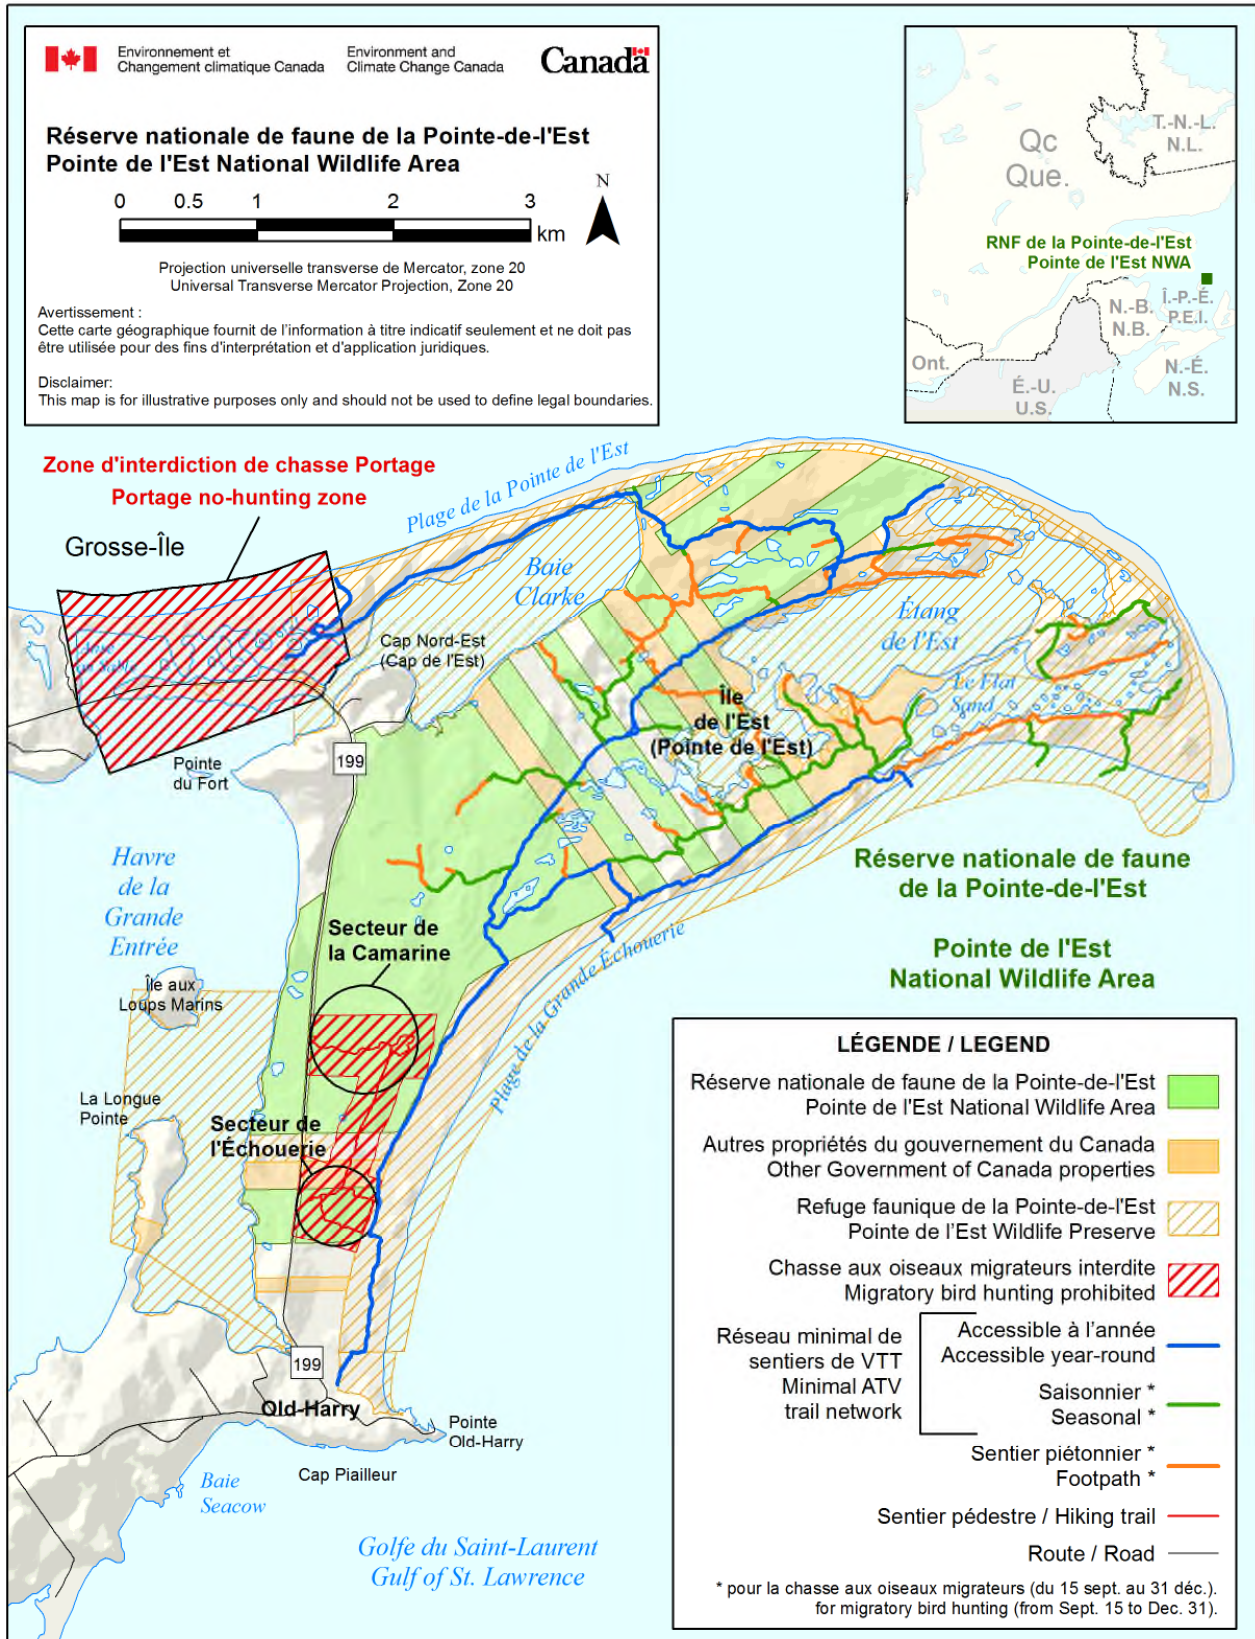 Environnement et
Changement climatique Canada
Environment and
Climate Change Canada
Canada
Réserve nationale de faune de la Pointe-de-l'Est
Pointe de l'Est National Wildlife Area
0 0.5 1 2 3
km
N
Projection universelle transverse de Mercator, zone 20
Universal Transverse Mercator Projection, Zone 20
Avertissement :
Cette carte géographique fournit de l'information à titre indicatif seulement et ne doit pas
être utilisée pour des fins d'interprétation et d'application juridiques.
Disclaimer:
This map is for illustrative purposes only and should not be used to define legal boundaries.
Qc
Que.
T.-N.-L.
N.L.
RNF de la Pointe-de-l'Est
Pointe de l'Est NWA
N.-B.
N.B.
Î.-P.-É.
P.E.I.
Ont.
É.-U.
U.S.
N.-É.
N.S.
Zone d'interdiction de chasse Portage
Portage no-hunting zone
Grosse-Île
Plage de la Pointe de l'Est
Baie
Clarke
Étang
de l'Est
Cap Nord-Est
(Cap de l'Est)
Le Flat
Sand
Île
de l'Est
(Pointe de l'Est)
199
Pointe
du Fort
Havre
de la
Grande
Entrée
Réserve nationale de faune
de la Pointe-de-l'Est
Pointe de l'Est
National Wildlife Area
Secteur de
la Camarine
Plage de la Grande Échouerie
Île aux
Loups Marins
La Longue
Pointe
Secteur de
l'Échouerie
199
Old-Harry
Pointe
Old-Harry
Cap Piailleur
Baie
Seacow
Golfe du Saint-Laurent
Gulf of St. Lawrence
LÉGENDE / LEGEND
Réserve nationale de faune de la Pointe-de-l'Est
Pointe de l'Est National Wildlife Area
Autres propriétés du gouvernement du Canada
Other Government of Canada properties
Refuge faunique de la Pointe-de-l'Est
Pointe de l'Est Wildlife Preserve
Chasse aux oiseaux migrateurs interdite
Migratory bird hunting prohibited
Réseau minimal de
sentiers de VTT
Minimal ATV
trail network
Accessible à l'année
Accessible year-round
Saisonnier *
Seasonal *
Sentier piétonnier *
Footpath *
Sentier pédestre / Hiking trail
Route / Road
* pour la chasse aux oiseaux migrateurs (du 15 sept. au 31 déc.).
for migratory bird hunting (from Sept. 15 to Dec. 31).